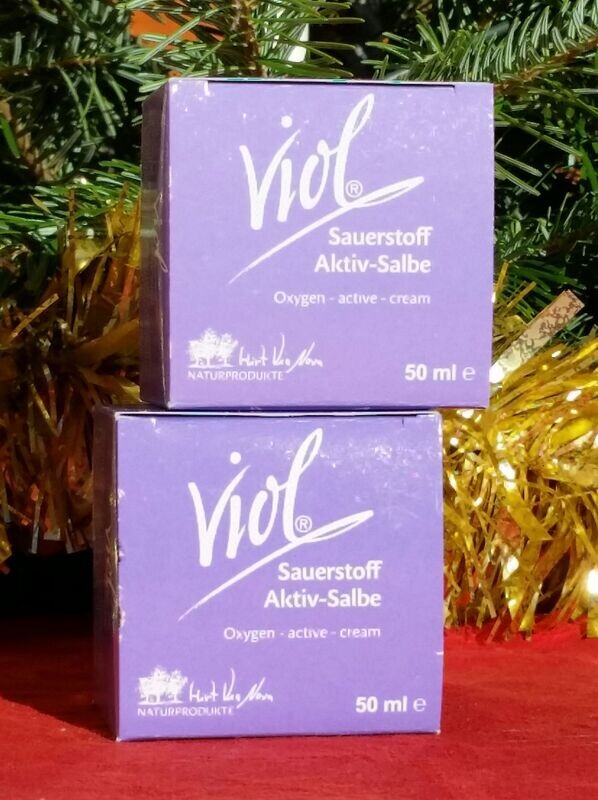 Viol®
Sauerstoff
Aktiv-Salbe
Oxygen - active - cream
NATURPRODUKTE
50 ml e
Viol®
Sauerstoff
Aktiv-Salbe
Oxygen - active - cream
NATURPRODUKTE
50 ml e